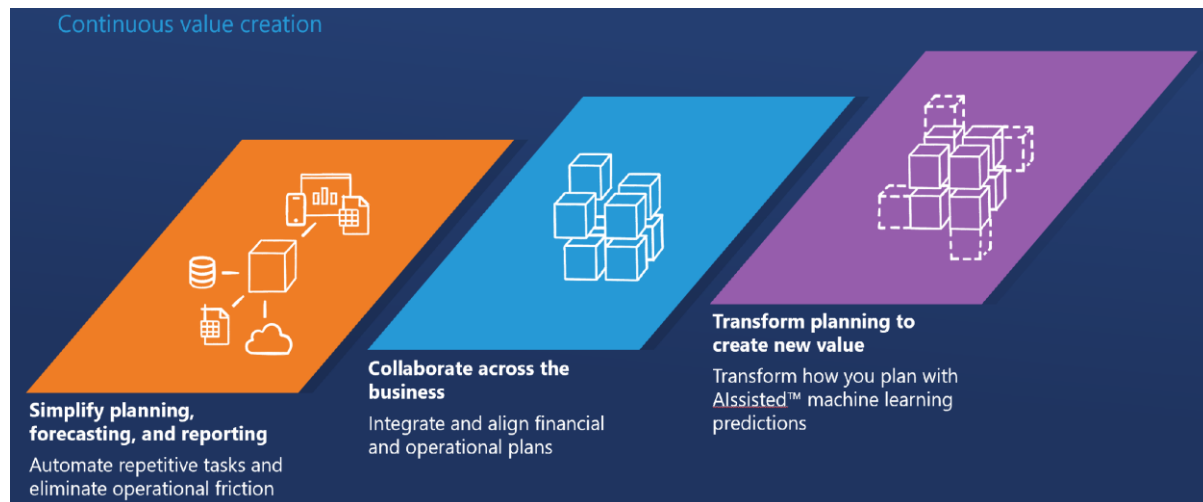 Continuous value creation
Simplify planning,
forecasting, and reporting
Automate repetitive tasks and
eliminate operational friction
Collaborate across the
business
Integrate and align financial
and operational plans
Transform planning to
create new value
Transform how you plan with
AIssisted™ machine learning
predictions